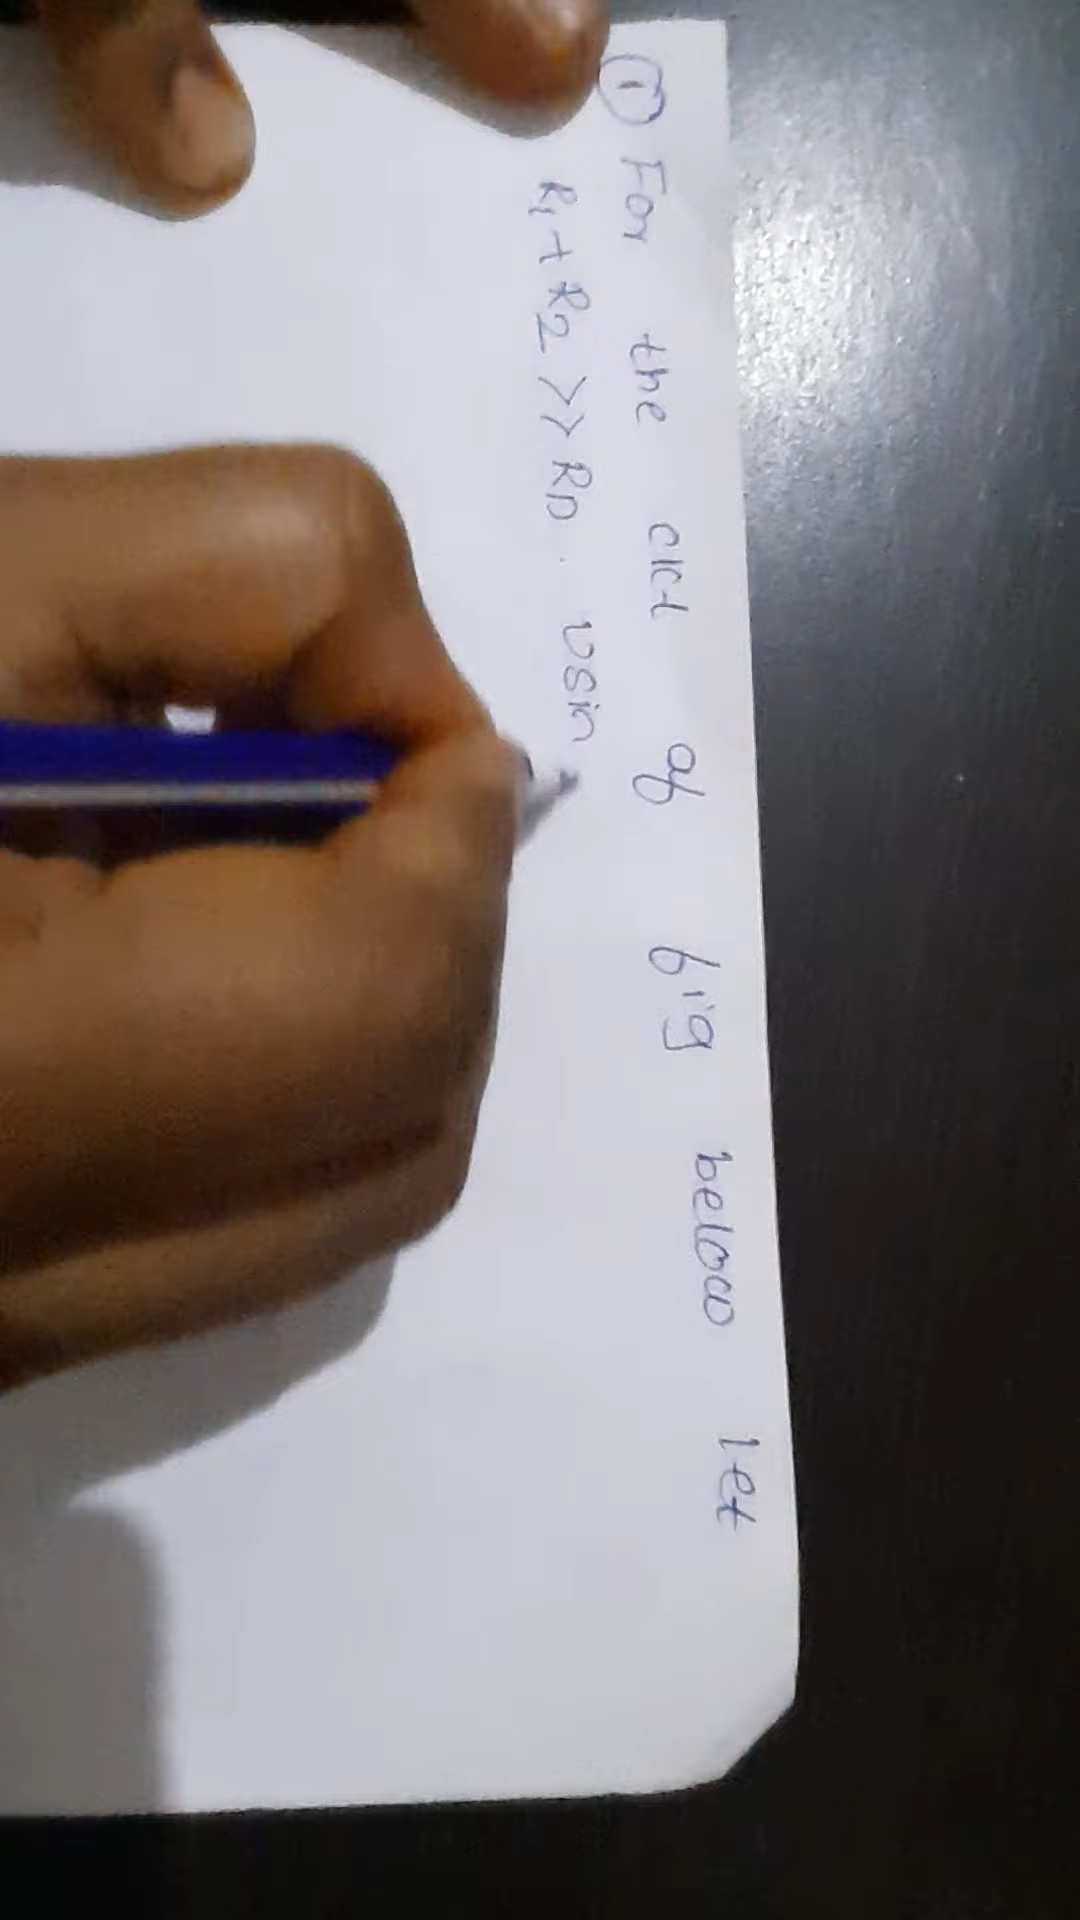 ① For the ckt of fig below let
R₁ + R₂ >> RD. Usin